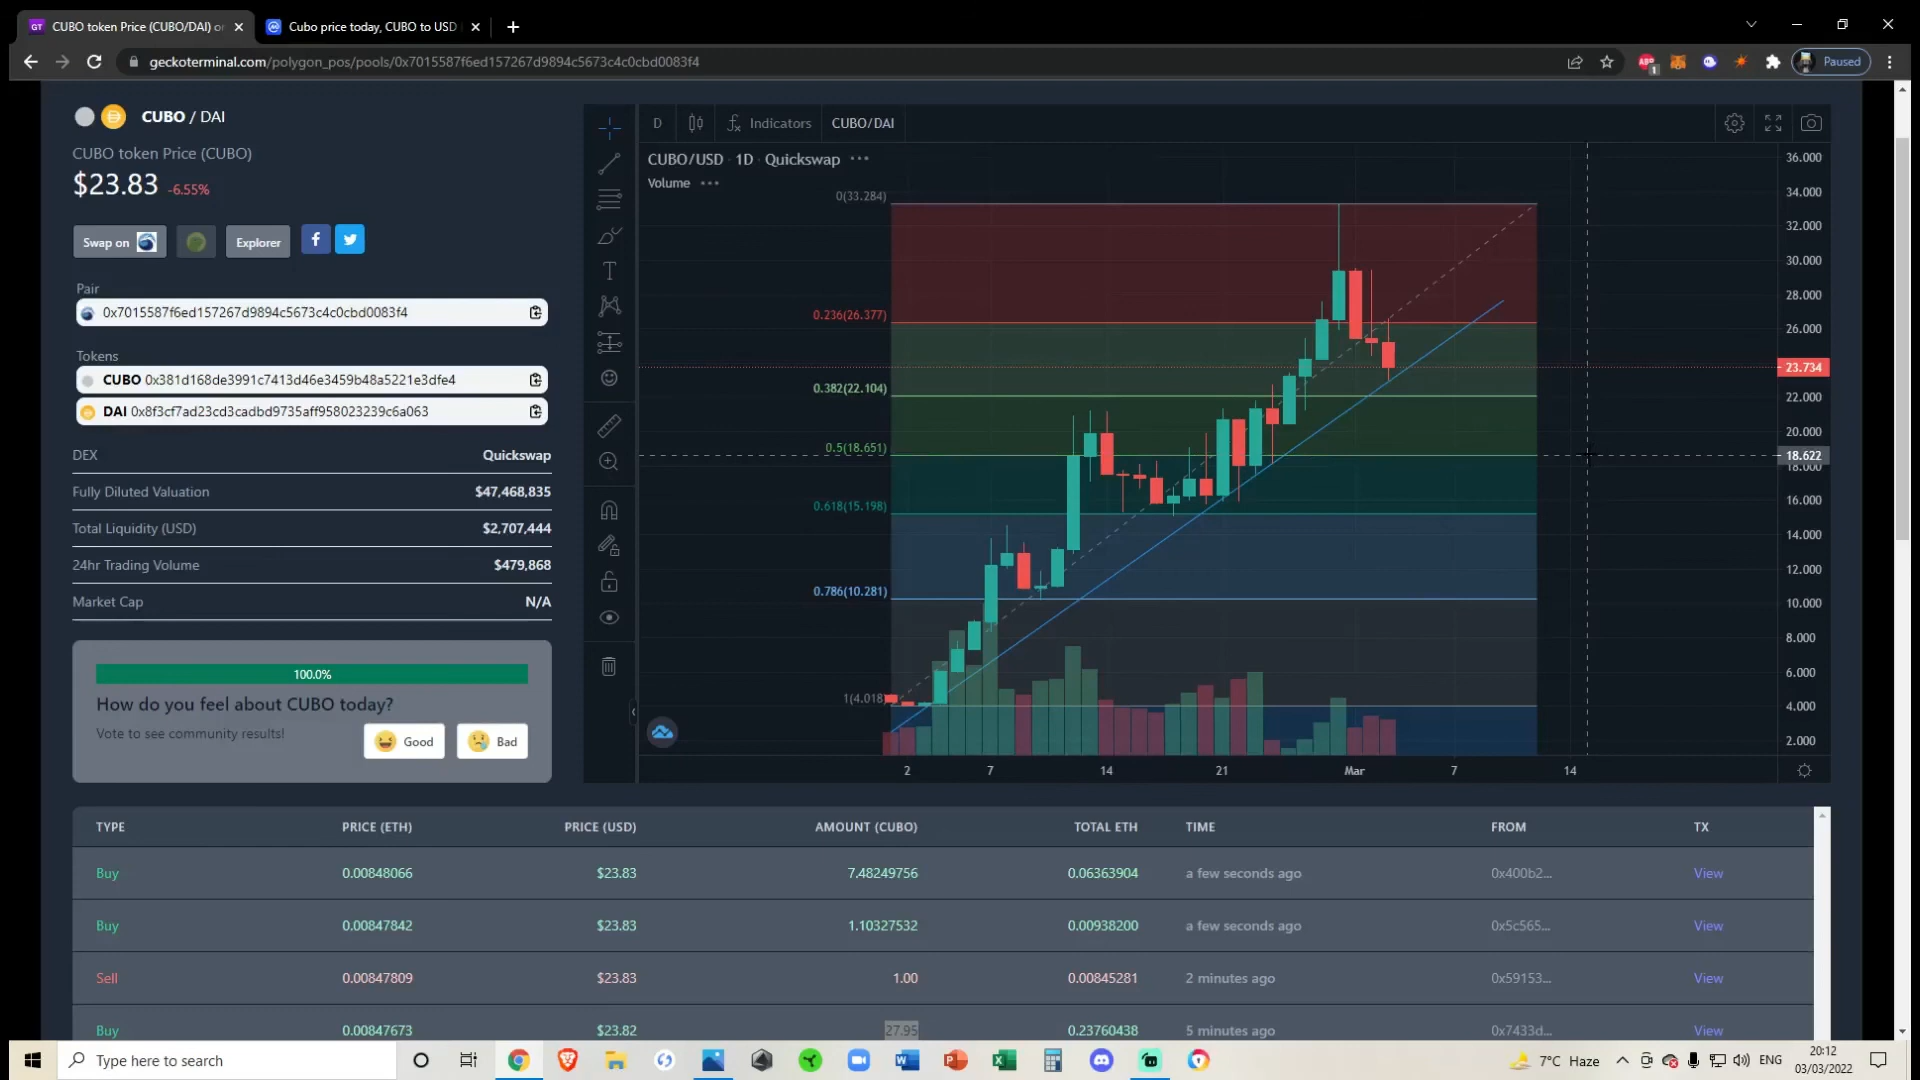 GT CUBO token Price (CUBO/DAI) o
Cubo price today, CUBO to USD
geckoterminal.com/polygon_pos/pools/0x7015587f6ed157267d9894c5673c4c0cbd0083f4
ABP 1
Paused
CUBO / DAI
CUBO token Price (CUBO)
$23.83 -6.55%
Swap on
Explorer
Pair
0x7015587f6ed157267d9894c5673c4c0cbd0083f4
Tokens
CUBO 0x381d168de3991c7413d46e3459b48a5221e3dfe4
DAI 0x8f3cf7ad23cd3cadbd9735aff958023239c6a063
DEX Quickswap
Fully Diluted Valuation $47,468,835
Total Liquidity (USD) $2,707,444
24hr Trading Volume $479,868
Market Cap N/A
100.0%
How do you feel about CUBO today?
Vote to see community results!
Good
Bad
D
Indicators
CUBO/DAI
CUBO/USD · 1D · Quickswap
Volume
0(33.284)
0.236(26.377)
0.382(22.104)
0.5(18.651)
0.618(15.198)
0.786(10.281)
1(4.018)
36.000
34.000
32.000
30.000
28.000
26.000
23.734
22.000
20.000
18.622
18.000
16.000
14.000
12.000
10.000
8.000
6.000
4.000
2.000
2 7 14 21 Mar 7 14
TYPE PRICE (ETH) PRICE (USD) AMOUNT (CUBO) TOTAL ETH TIME FROM TX
Buy 0.00848066 $23.83 7.48249756 0.06363904 a few seconds ago 0x400b2... View
Buy 0.00847842 $23.83 1.10327532 0.00938200 a few seconds ago 0x5c565... View
Sell 0.00847809 $23.83 1.00 0.00845281 2 minutes ago 0x59153... View
Buy 0.00847673 $23.82 27.95 0.23760438 5 minutes ago 0x7433d... View
Type here to search
7°C Haze
ENG
20:12
03/03/2022